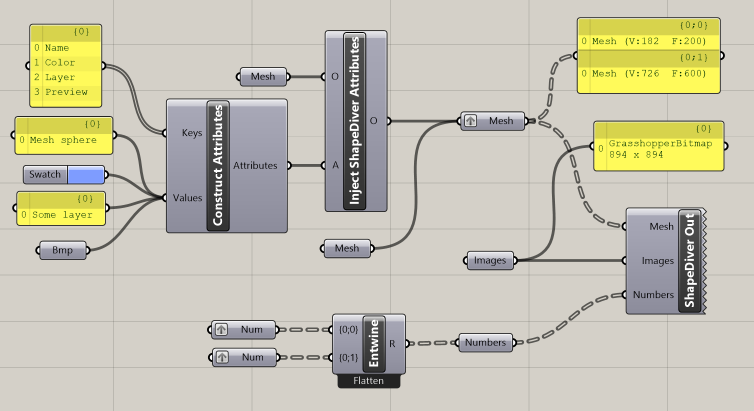 {0}
0 Name
1 Color
2 Layer
3 Preview
{0}
0 Mesh sphere
Swatch
{0}
0 Some layer
Bmp
Keys
Values
Construct Attributes
Attributes
Mesh
O
A
Inject ShapeDiver Attributes
O
Mesh
Mesh
{0;0}
0 Mesh (V:182 F:200)
{0;1}
0 Mesh (V:726 F:600)
{0}
0 GrasshopperBitmap
894 x 894
Images
Mesh
Images
Numbers
ShapeDiver Out
Num
Num
{0;0}
{0;1}
Entwine
R
Flatten
Numbers